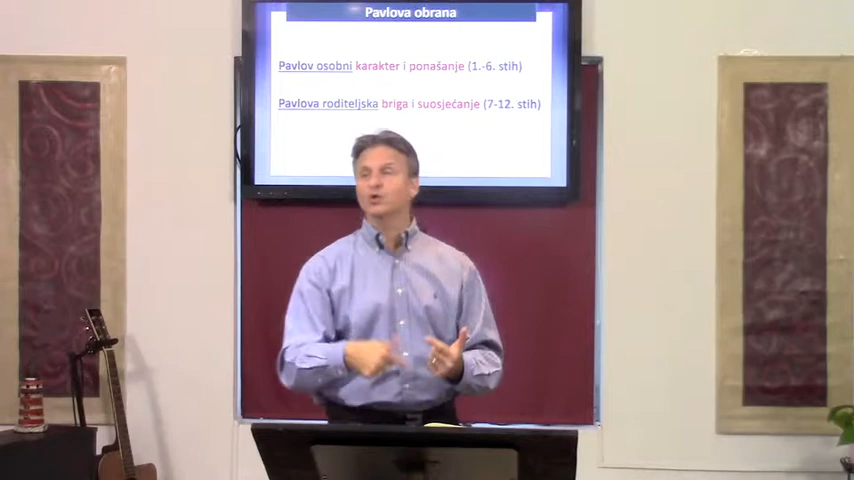 Pavlova obrana
Pavlov osobni karakter i ponašanje (1.-6. stih)
Pavlova roditeljska briga i suosjećanje (7-12. stih)